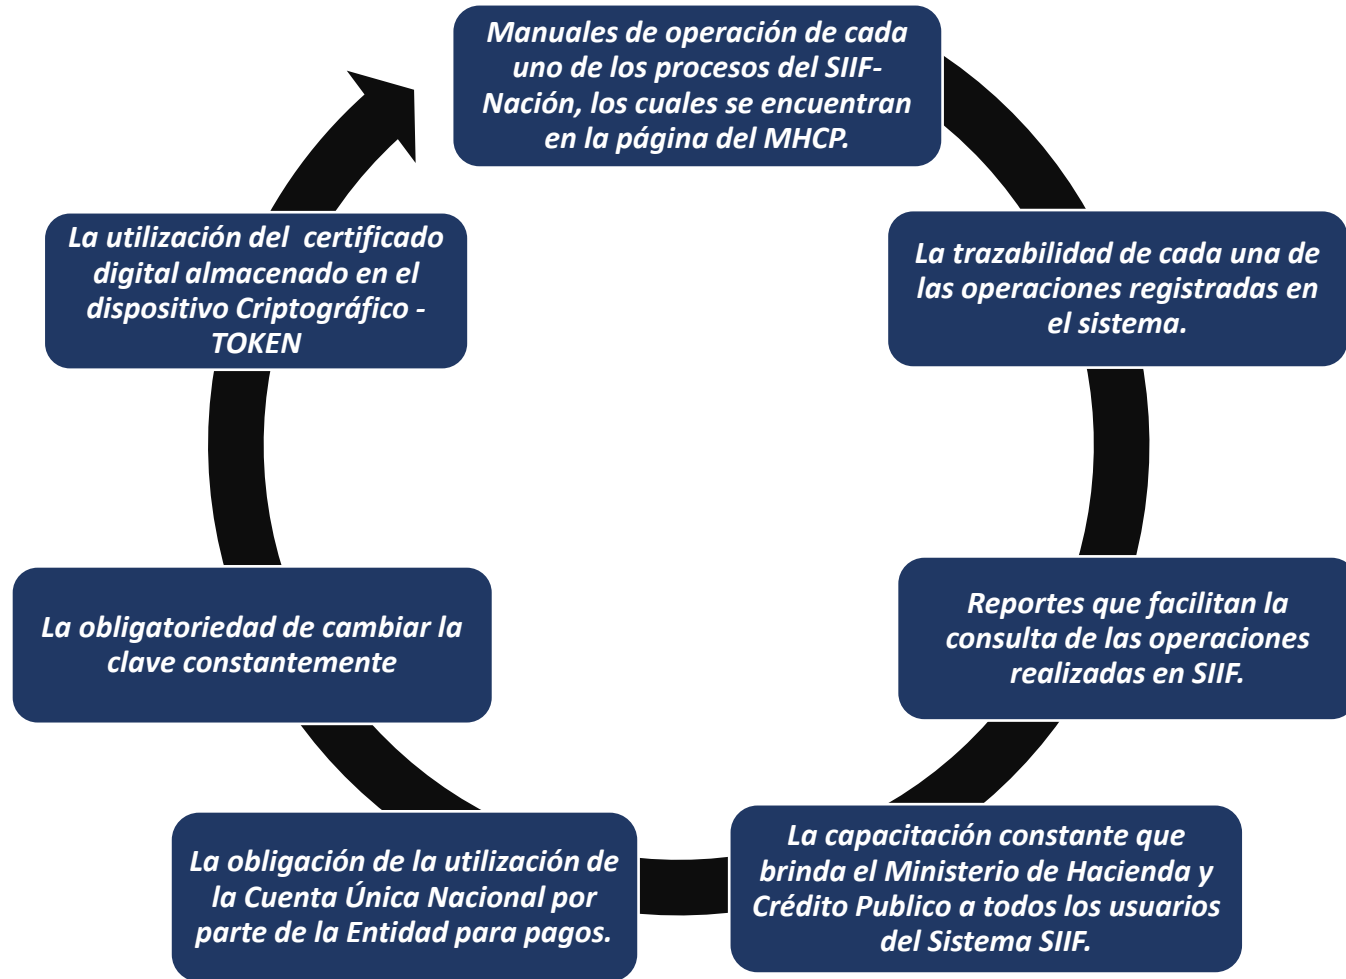 Manuales de operación de cada
uno de los procesos del SIIF-
Nación, los cuales se encuentran
en la página del MHCP.
La trazabilidad de cada una de
las operaciones registradas en
el sistema.
Reportes que facilitan la
consulta de las operaciones
realizadas en SIIF.
La capacitación constante que
brinda el Ministerio de Hacienda y
Crédito Publico a todos los usuarios
del Sistema SIIF.
La obligación de la utilización de
la Cuenta Única Nacional por
parte de la Entidad para pagos.
La obligatoriedad de cambiar la
clave constantemente
La utilización del  certificado
digital almacenado en el
dispositivo Criptográfico -
TOKEN